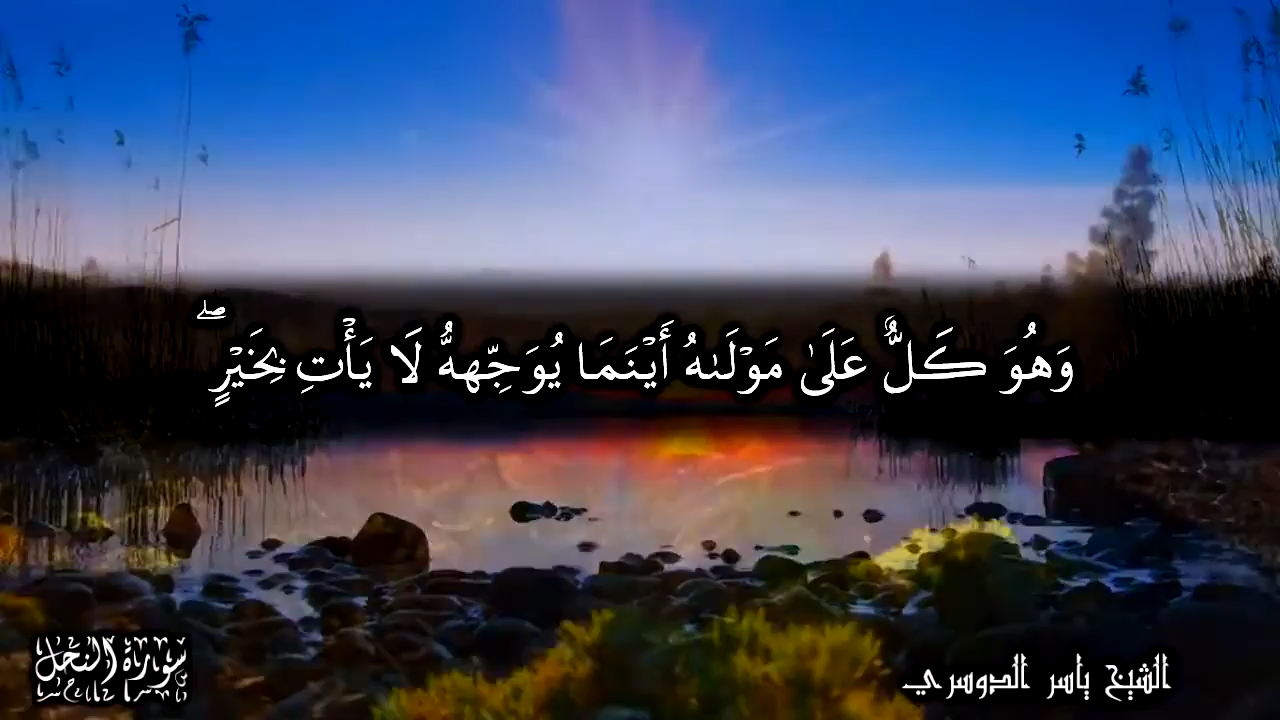 وَهُوَ كَلٌّ عَلَىٰ مَوْلَىٰهُ أَيْنَمَا يُوَجِّههُّ لَا يَأْتِ بِخَيْرٍ ۖ
سورة النحل
الشيخ ياسر الدوسري